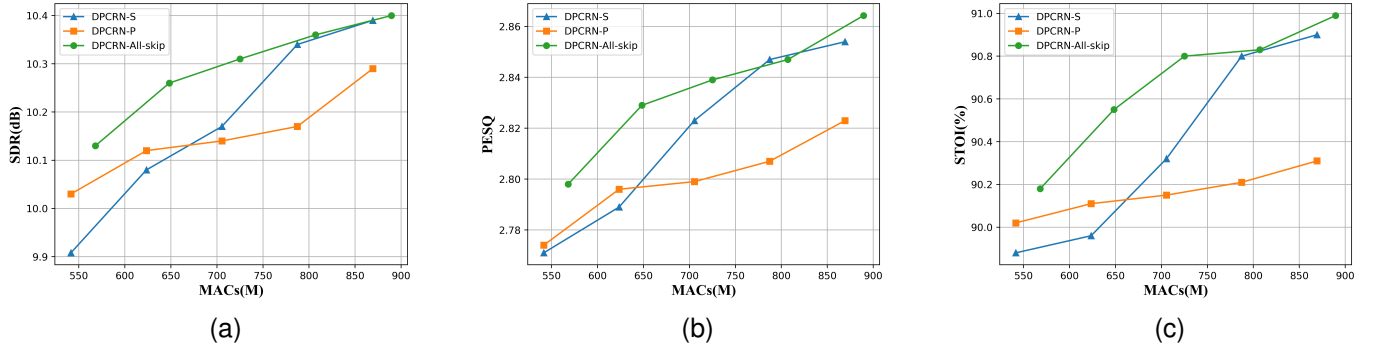 DPCRN-S
DPCRN-P
DPCRN-All-skip
10.4
10.3
10.2
10.1
10.0
9.9
SDR(dB)
550 600 650 700 750 800 850 900
MACs(M)
(a)
DPCRN-S
DPCRN-P
DPCRN-All-skip
2.86
2.84
2.82
2.80
2.78
PESQ
550 600 650 700 750 800 850 900
MACs(M)
(b)
DPCRN-S
DPCRN-P
DPCRN-All-skip
91.0
90.8
90.6
90.4
90.2
90.0
STOI(%)
550 600 650 700 750 800 850 900
MACs(M)
(c)